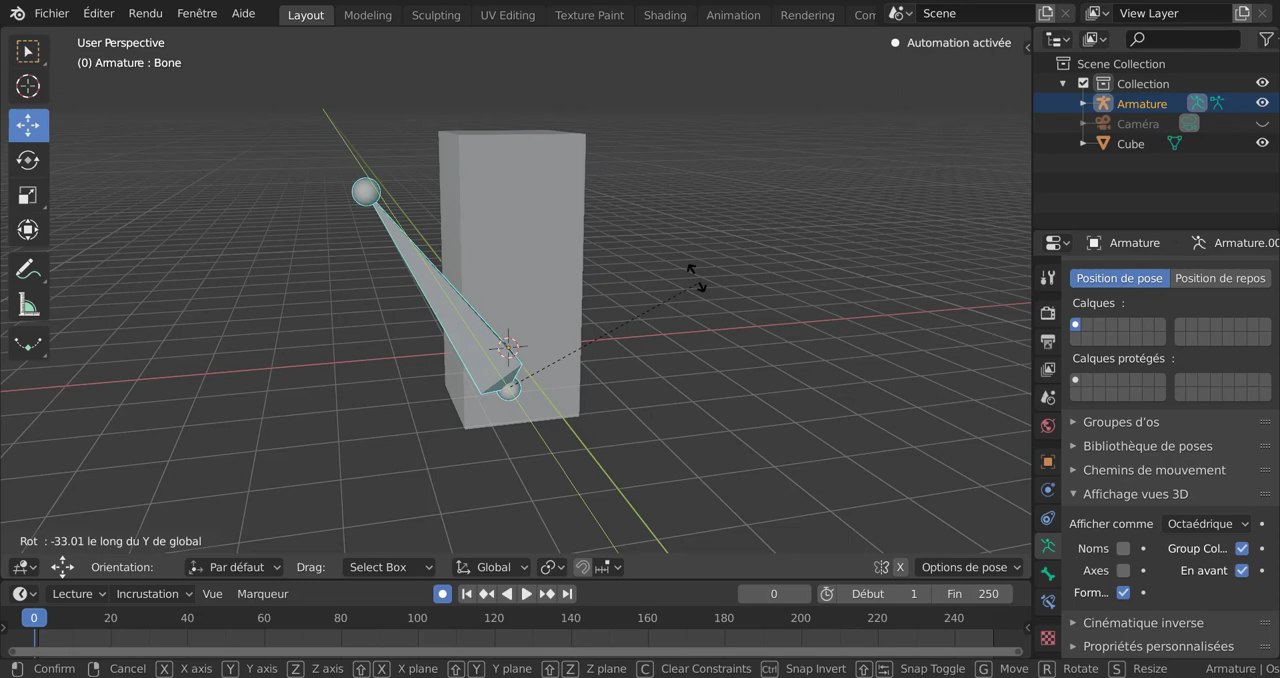 Fichier Éditer Rendu Fenêtre Aide Layout Modeling Sculpting UV Editing Texture Paint Shading Animation Rendering Com Scene View Layer
User Perspective
(0) Armature : Bone
Automation activée
Scene Collection
Collection
Armature
Caméra
Cube
Armature Armature.00
Position de pose Position de repos
Calques :
Calques protégés :
Groupes d'os
Bibliothèque de poses
Chemins de mouvement
Affichage vues 3D
Afficher comme Octaédrique
Noms Group Col...
Axes En avant
Form...
Cinématique inverse
Propriétés personnalisées
Rot : -33.01 le long du Y de global
Orientation: Par défaut Drag: Select Box Global X Options de pose
Lecture Incrustation Vue Marqueur 0 Début 1 Fin 250
0 20 40 60 80 100 120 140 160 180 200 220 240
Confirm Cancel X X axis Y Y axis Z Z axis X X plane Y Y plane Z Z plane C Clear Constraints Ctrl Snap Invert Snap Toggle G Move R Rotate S Resize Armature | Os